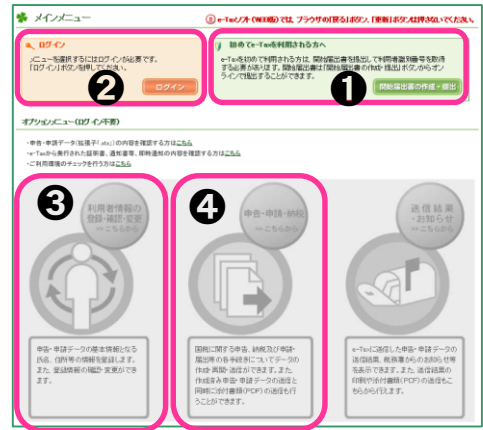 メインメニュー
e-Taxソフト(WEB版)では、ブラウザの「戻る」ボタン、「更新」ボタンは押さないでください。
ログイン
メニューを選択するにはログインが必要です。
「ログイン」ボタンを押してください。
2
ログイン
初めてe-Taxを利用される方へ
e-Taxを初めて利用される方は、開始届出書を提出して利用者識別番号を取得
する必要があります。開始届出書は「開始届出書の作成・提出」ボタンからオン
ラインで提出することができます。
1
開始届出書の作成・提出
オプションメニュー(ログイン不要)
・申告・申請データ(拡張子「.xtx」)の内容を確認する方はこちら
・e-Taxから発行された証明書、通知書等、即時通知の内容を確認する方はこちら
・ご利用環境のチェックを行う方はこちら
3
利用者情報の
登録・確認・変更
>>こちらから
申告・申請データの基本情報となる
氏名、住所等の情報を登録します。
また、登録情報の確認・変更ができ
ます。
4
申告・申請・納税
>>こちらから
国税に関する申告、納税及び申請・
届出等の各手続きについてデータの
作成・再開・送信ができます。また、
作成済み申告・申請データの送信と
同時に添付書類(PDF)の送信も行
うことができます。
送信結果
・お知らせ
>>こちらから
e-Taxに送信した申告・申請データの
送信結果、税務署からのお知らせ等
を表示できます。また、送信結果の
印刷や添付書類(PDF)の送信もこ
ちらから行えます。